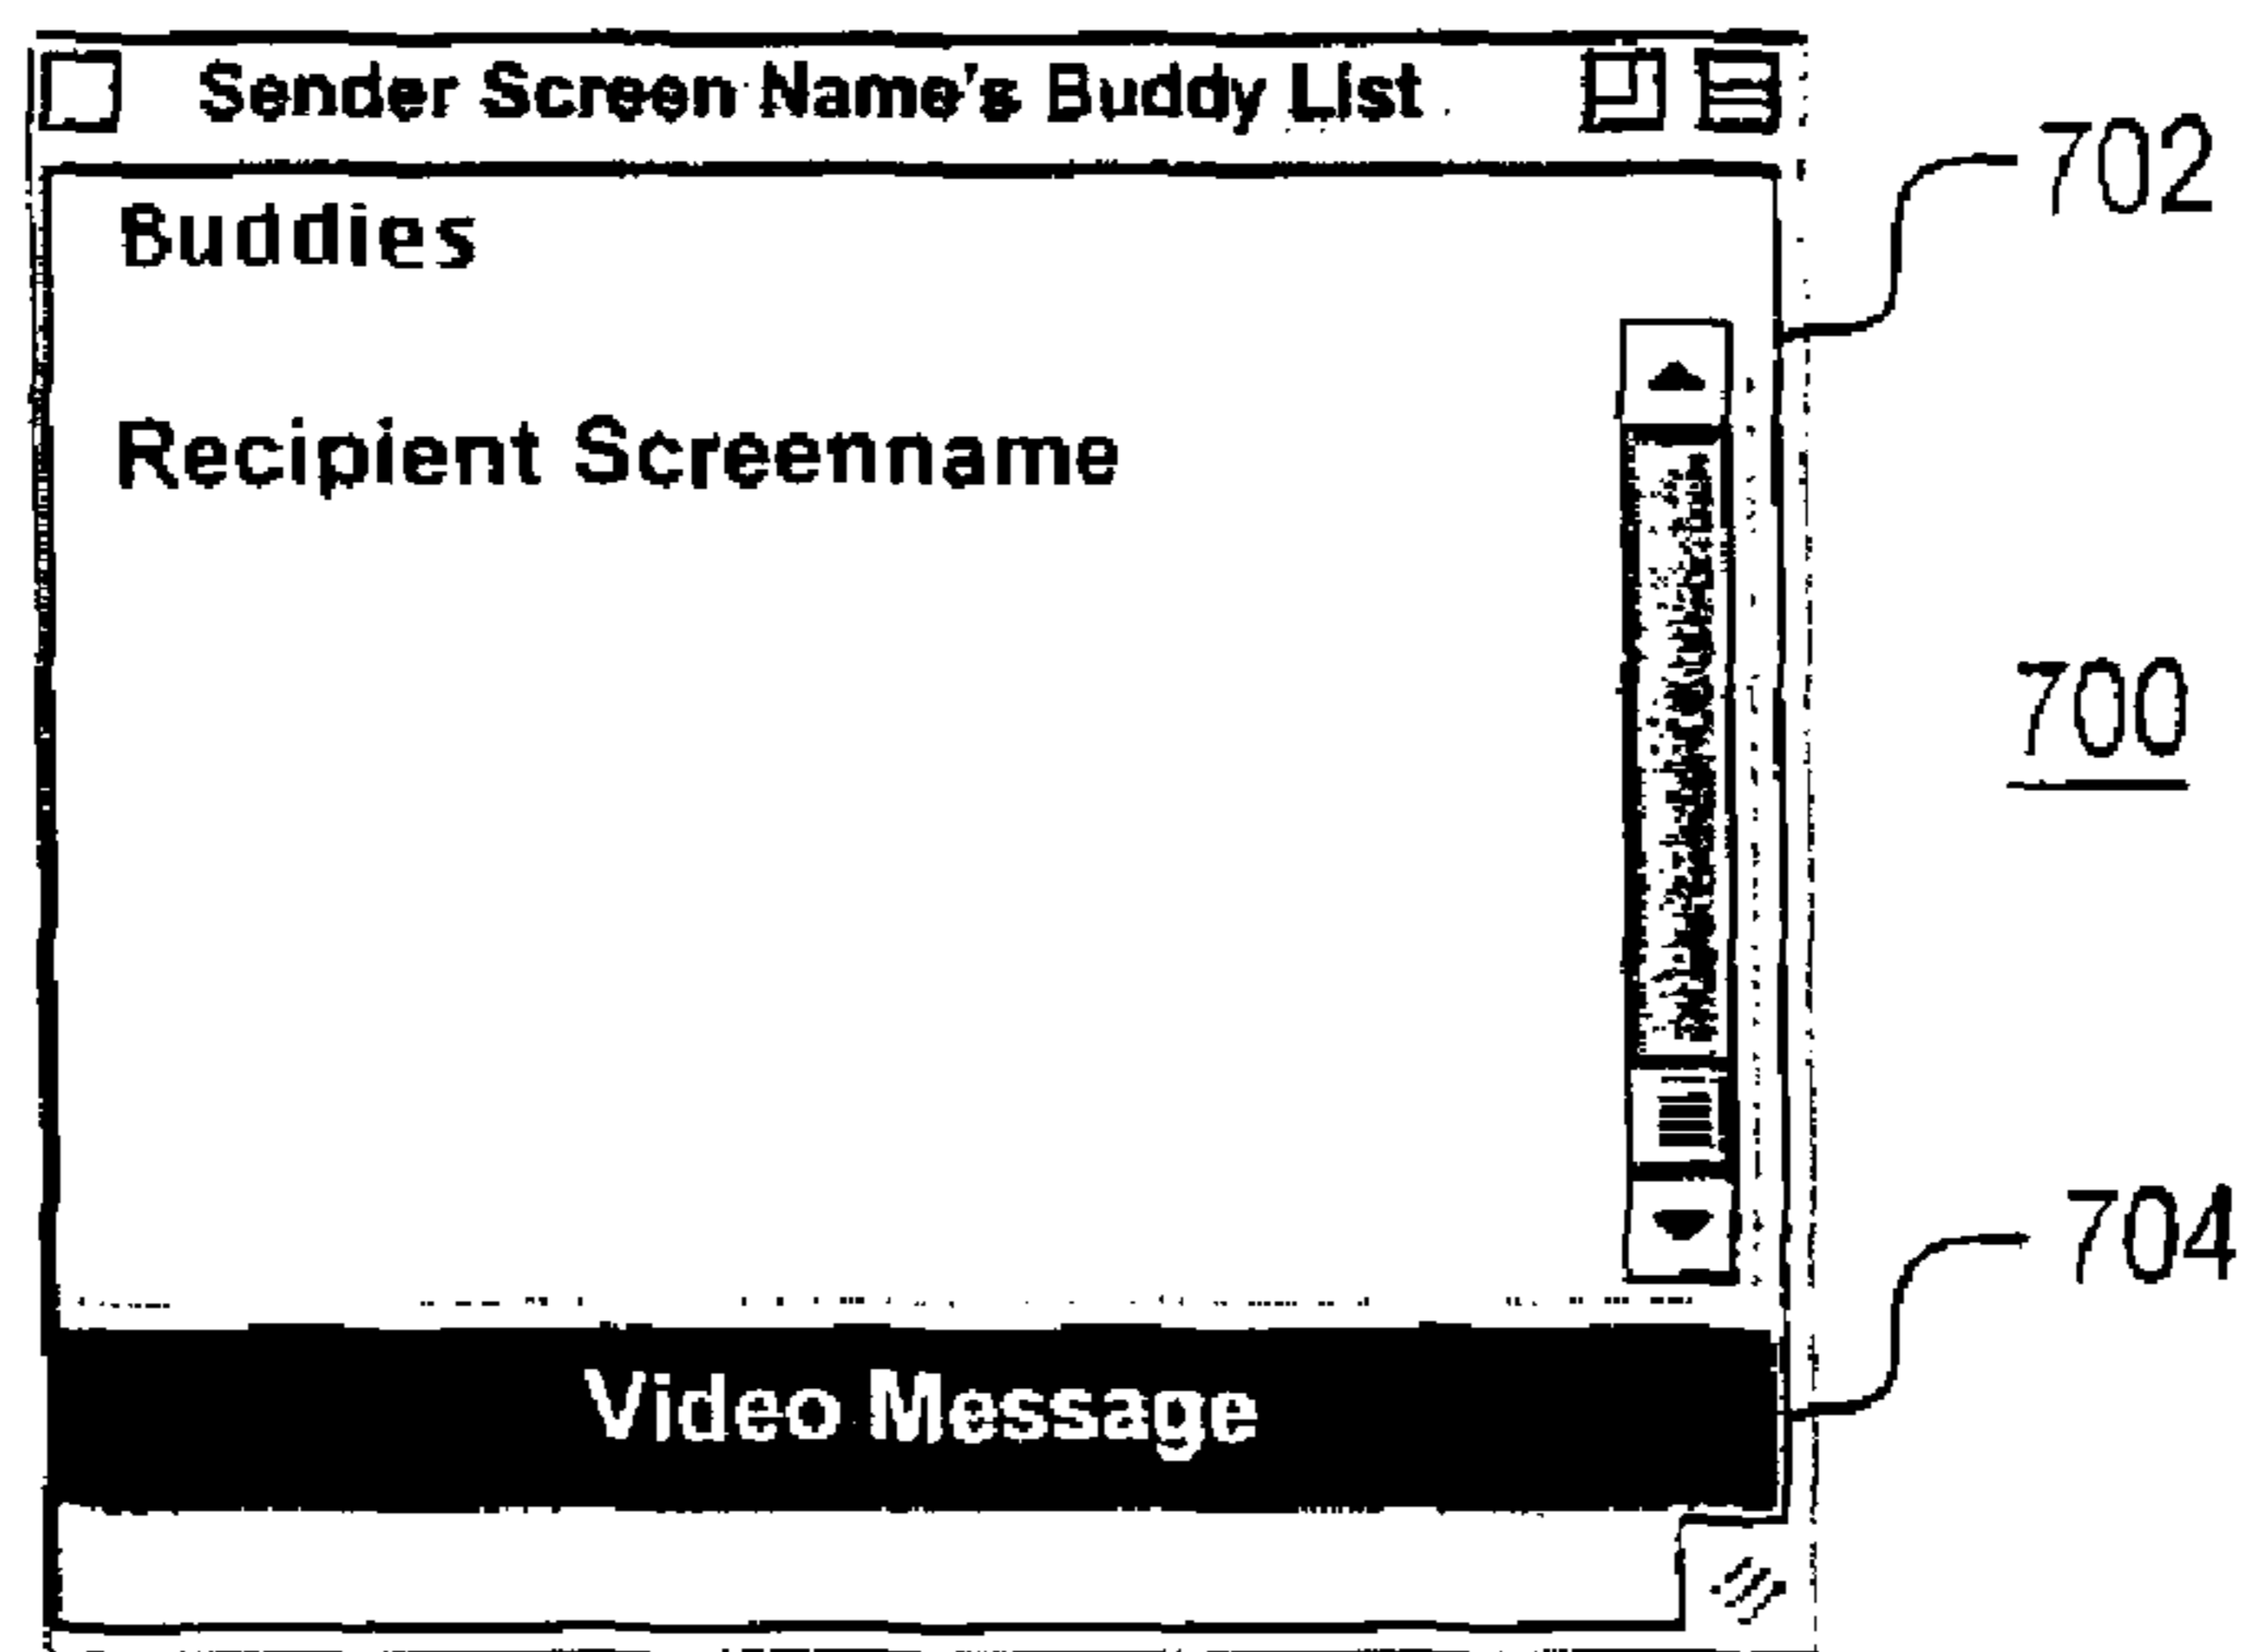 Sender Screen Name's Buddy List
702
Buddies
Recipient Screenname
700
704
Video Message